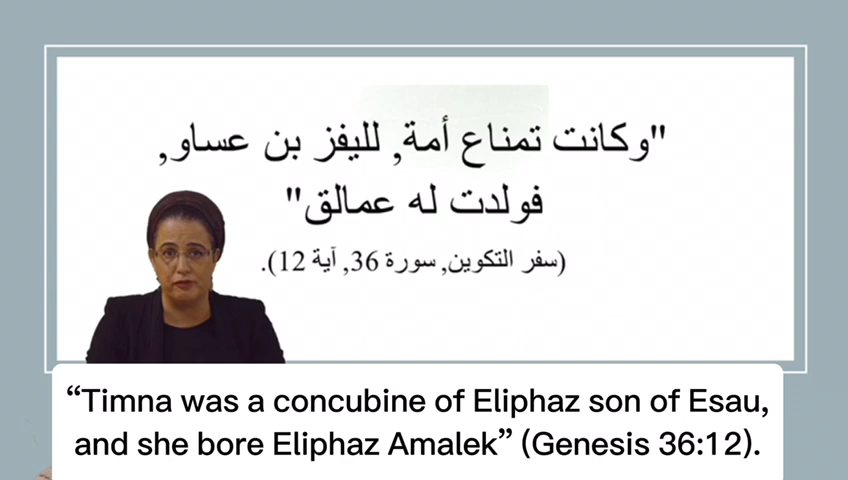 "وكانت تمناع أمة, لليفز بن عساو,
فولدت له عمالق"
(سفر التكوين, سورة 36, آية 12).
“Timna was a concubine of Eliphaz son of Esau,
and she bore Eliphaz Amalek” (Genesis 36:12).